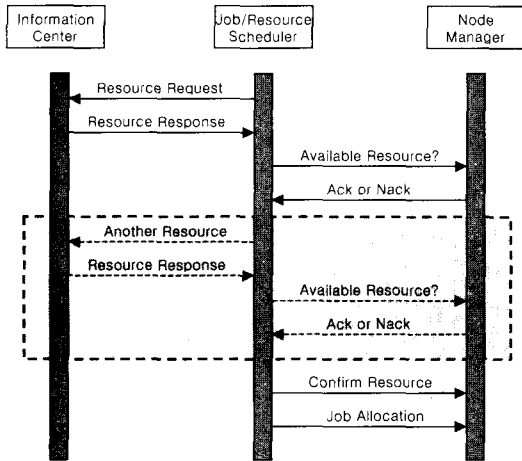 Information
Center
Job/Resource
Scheduler
Node
Manager
Resource Request
Resource Response
Available Resource?
Ack or Nack
Another Resource
Resource Response
Available Resource?
Ack or Nack
Confirm Resource
Job Allocation